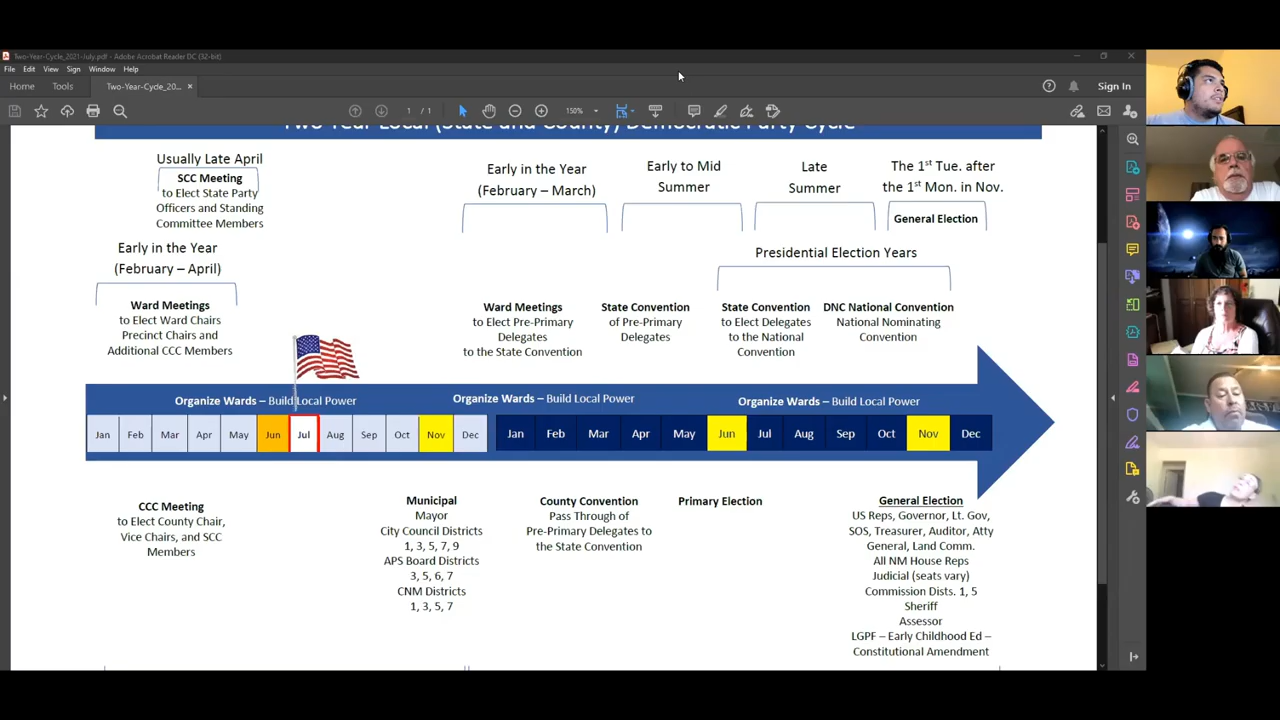 Two-Year-Cycle_2021-July.pdf - Adobe Acrobat Reader DC (32-bit)
File Edit View Sign Window Help
Home Tools Two-Year-Cycle_20... × Sign In
1 / 1 150%
Two Year Local (State and County) Democratic Party Cycle
Usually Late April
SCC Meeting
to Elect State Party
Officers and Standing
Committee Members
Early in the Year
(February – March)
Early to Mid
Summer
Late
Summer
The 1st Tue. after
the 1st Mon. in Nov.
General Election
Early in the Year
(February – April)
Presidential Election Years
Ward Meetings
to Elect Ward Chairs
Precinct Chairs and
Additional CCC Members
Ward Meetings
to Elect Pre-Primary
Delegates
to the State Convention
State Convention
of Pre-Primary
Delegates
State Convention
to Elect Delegates
to the National
Convention
DNC National Convention
National Nominating
Convention
Organize Wards – Build Local Power
Organize Wards – Build Local Power
Organize Wards – Build Local Power
Jan Feb Mar Apr May Jun Jul Aug Sep Oct Nov Dec Jan Feb Mar Apr May Jun Jul Aug Sep Oct Nov Dec
CCC Meeting
to Elect County Chair,
Vice Chairs, and SCC
Members
Municipal
Mayor
City Council Districts
1, 3, 5, 7, 9
APS Board Districts
3, 5, 6, 7
CNM Districts
1, 3, 5, 7
County Convention
Pass Through of
Pre-Primary Delegates to
the State Convention
Primary Election
General Election
US Reps, Governor, Lt. Gov,
SOS, Treasurer, Auditor, Atty
General, Land Comm.
All NM House Reps
Judicial (seats vary)
Commission Dists. 1, 5
Sheriff
Assessor
LGPF – Early Childhood Ed –
Constitutional Amendment